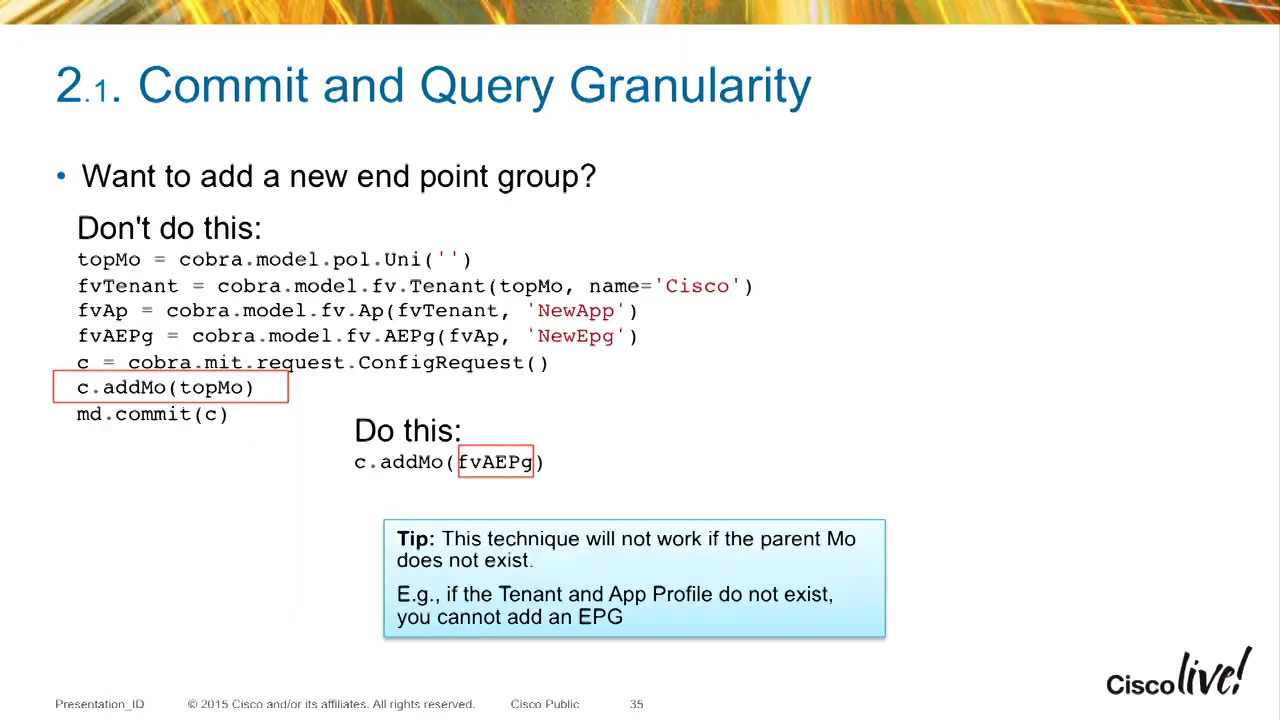 2.1. Commit and Query Granularity
• Want to add a new end point group?
Don't do this:
topMo = cobra.model.pol.Uni('')
fvTenant = cobra.model.fv.Tenant(topMo, name='Cisco')
fvAp = cobra.model.fv.Ap(fvTenant, 'NewApp')
fvAEPg = cobra.model.fv.AEPg(fvAp, 'NewEpg')
c = cobra.mit.request.ConfigRequest()
c.addMo(topMo)
md.commit(c)
Do this:
c.addMo(fvAEPg)
Tip: This technique will not work if the parent Mo
does not exist.
E.g., if the Tenant and App Profile do not exist,
you cannot add an EPG
Cisco live!
Presentation_ID © 2015 Cisco and/or its affiliates. All rights reserved. Cisco Public 35